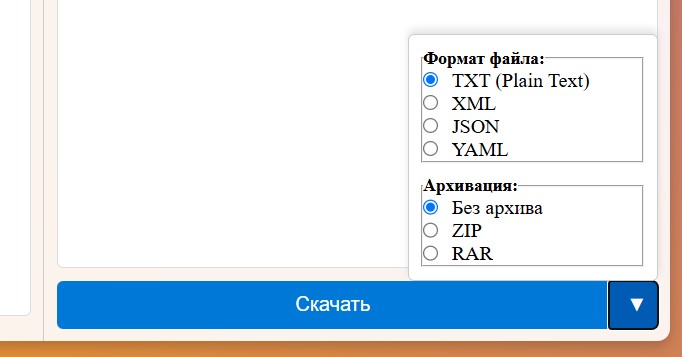 Формат файла:
TXT (Plain Text)
XML
JSON
YAML
Архивация:
Без архива
ZIP
RAR
Скачать ▼